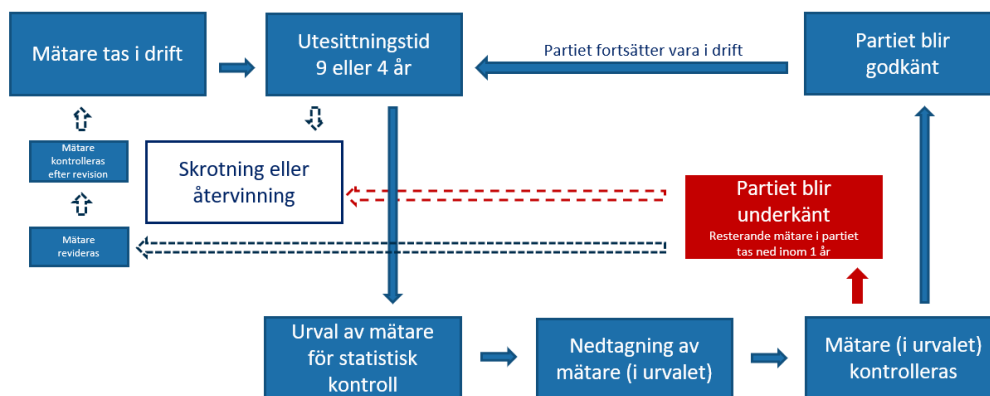 Mätare tas i drift
Utesittningstid
9 eller 4 år
Partiet fortsätter vara i drift
Partiet blir
godkänt
Mätare
kontrolleras
efter revision
Skrotning eller
återvinning
Partiet blir
underkänt
Resterande mätare i partiet
tas ned inom 1 år
Mätare
revideras
Urval av mätare
för statistisk
kontroll
Nedtagning av
mätare (i urvalet)
Mätare (i urvalet)
kontrolleras